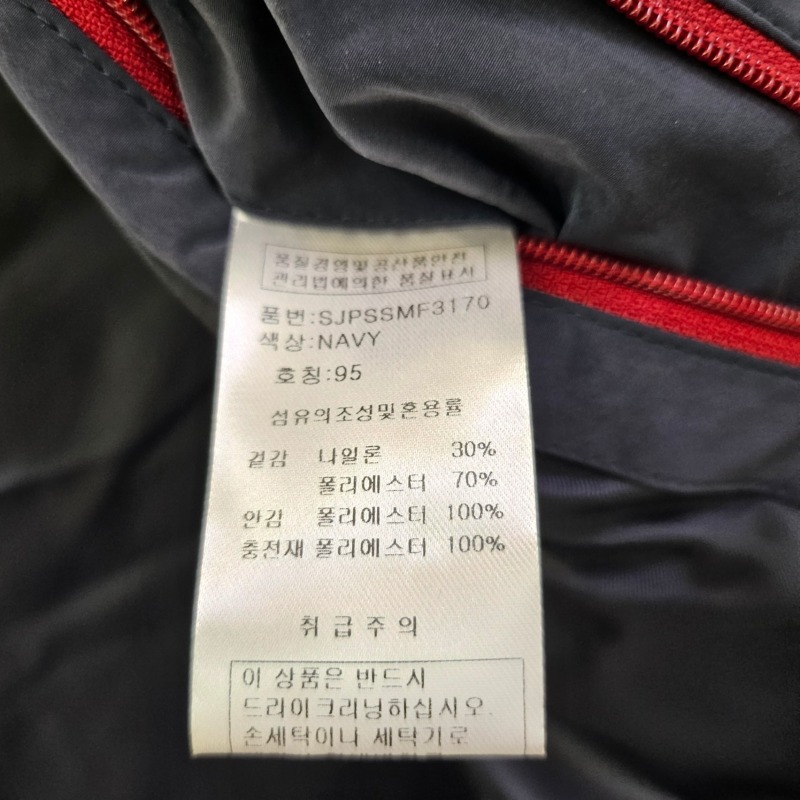 품질경영및공산품안전
관리법에의한 품질표시
품번:SJPSSMF3170
색상:NAVY
호칭:95
섬유의조성및혼용률
겉감 나일론 30%
폴리에스터 70%
안감 폴리에스터 100%
충전재 폴리에스터 100%
취급주의
이 상품은 반드시
드라이크리닝하십시오.
손세탁이나 세탁기로